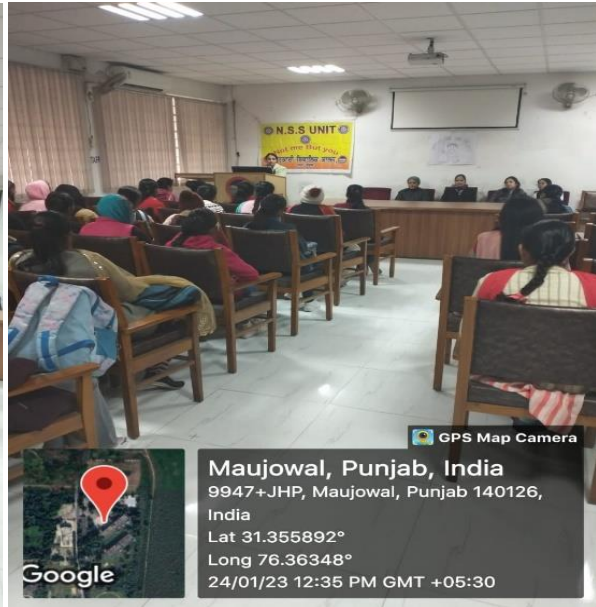 N.S.S UNIT
Not me But you
GPS Map Camera
Maujowal, Punjab, India
9947+JHP, Maujowal, Punjab 140126,
India
Lat 31.355892°
Long 76.36348°
24/01/23 12:35 PM GMT +05:30
Google